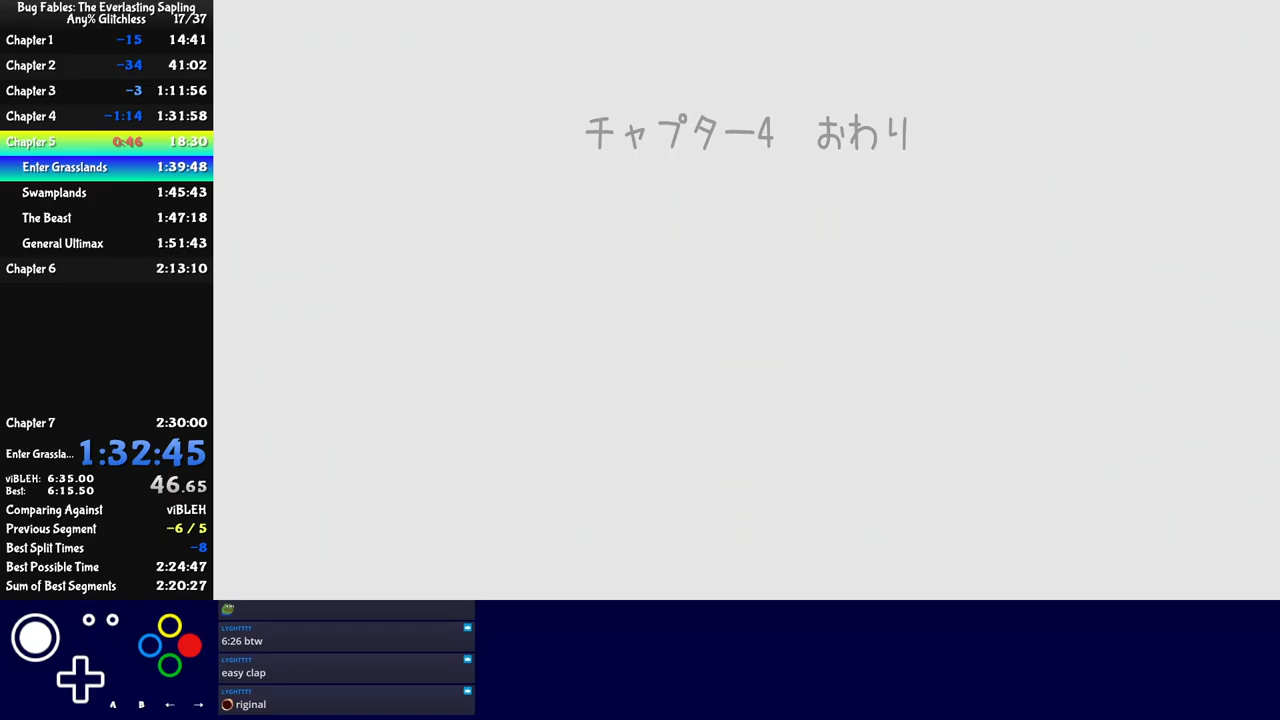 Bug Fables: The Everlasting Sapling
Any% Glitchless 17/37
Chapter 1 -15 14:41
Chapter 2 -34 41:02
Chapter 3 -3 1:11:56
Chapter 4 -1:14 1:31:58
Chapter 5 0:46 18:30
Enter Grasslands 1:39:48
Swamplands 1:45:43
The Beast 1:47:18
General Ultimax 1:51:43
Chapter 6 2:13:10
Chapter 7 2:30:00
Enter Grassla... 1:32:45
viBLEH: 6:35.00
Best: 6:15.50
46.65
Comparing Against viBLEH
Previous Segment -6 / 5
Best Split Times -8
Best Possible Time 2:24:47
Sum of Best Segments 2:20:27
チャプター4 おわり
LYGHTTTT
6:26 btw
LYGHTTTT
easy clap
LYGHTTTT
riginal
A B ← →